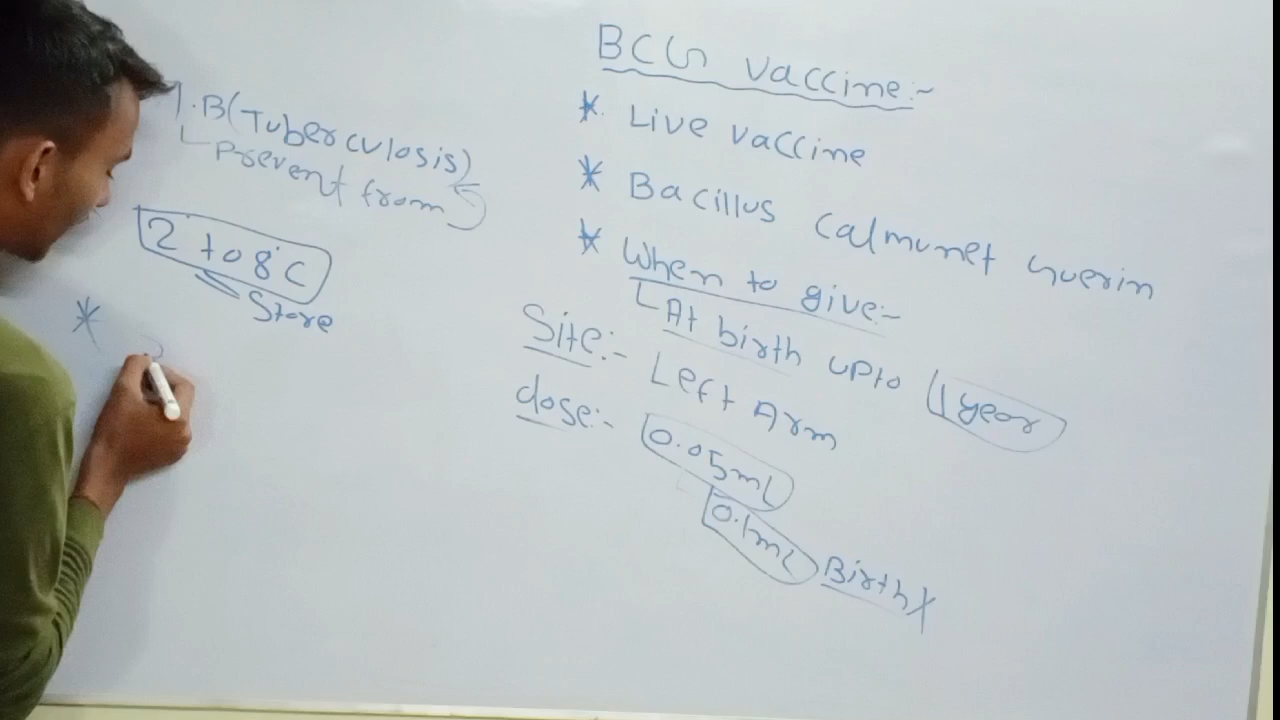 BCG vaccine:-
* Live vaccine
* Bacillus Calmunet Guerin
* When to give:-
At birth upto 1 year
Site:- Left Arm
dose:- 0.05mL
0.1mL Birth X
T.B (Tuberculosis)
Prevent from
2 to 8°C
Store
*